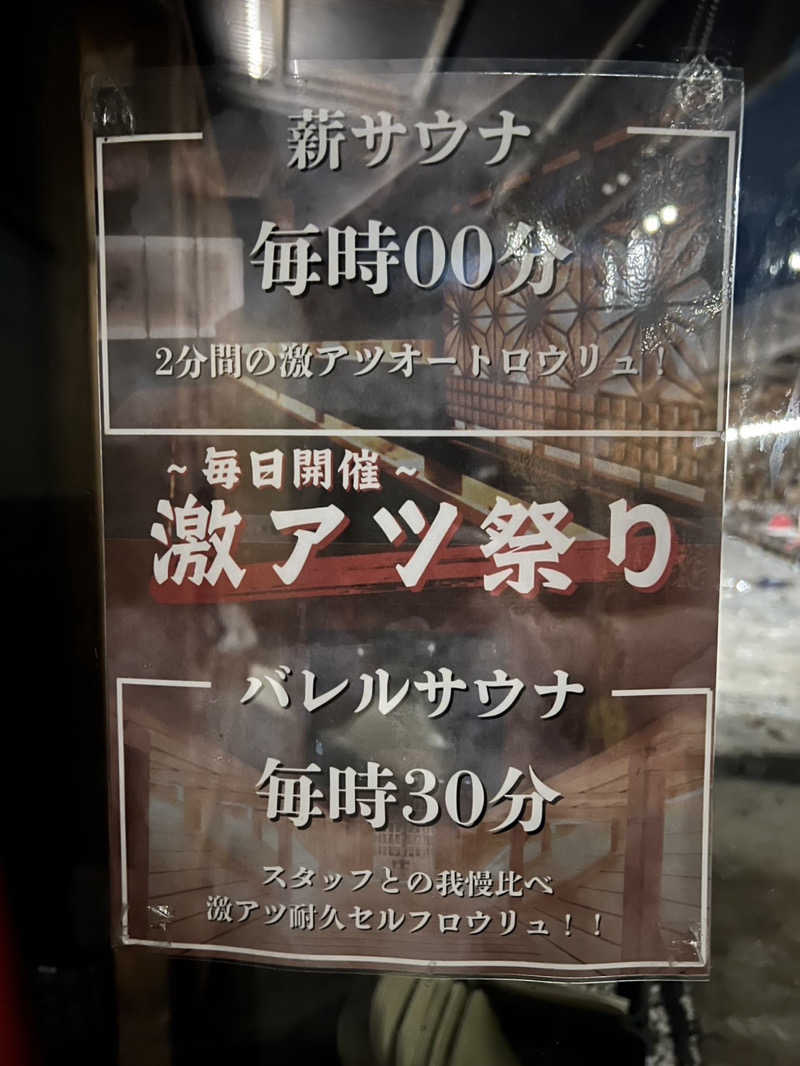 薪サウナ
毎時00分
2分間の激アツオートロウリュ！
~毎日開催~
激アツ祭り
バレルサウナ
毎時30分
スタッフとの我慢比べ
激アツ耐久セルフロウリュ！！